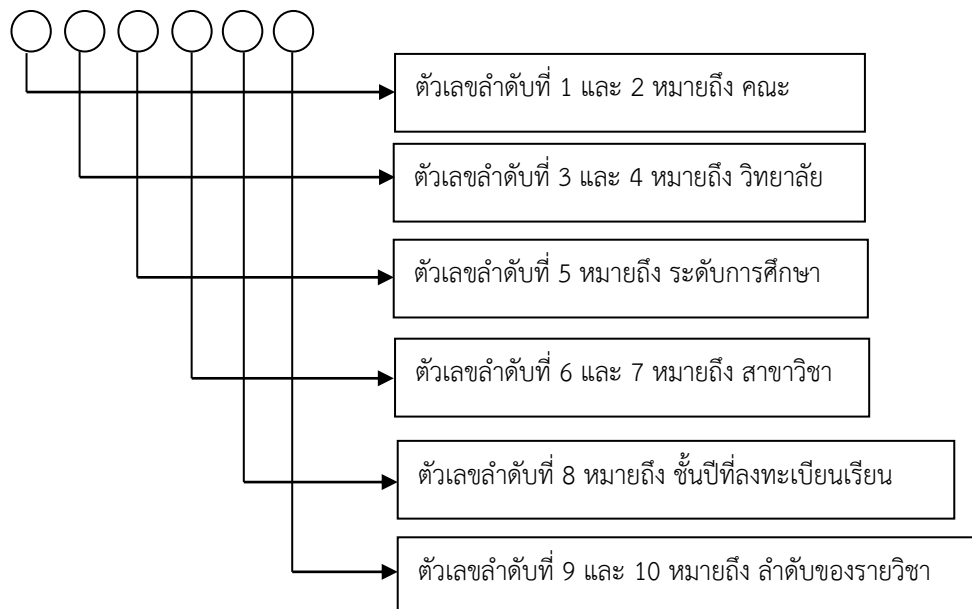 ตัวเลขลำดับที่ 1 และ 2 หมายถึง คณะ
ตัวเลขลำดับที่ 3 และ 4 หมายถึง วิทยาลัย
ตัวเลขลำดับที่ 5 หมายถึง ระดับการศึกษา
ตัวเลขลำดับที่ 6 และ 7 หมายถึง สาขาวิชา
ตัวเลขลำดับที่ 8 หมายถึง ชั้นปีที่ลงทะเบียนเรียน
ตัวเลขลำดับที่ 9 และ 10 หมายถึง ลำดับของรายวิชา